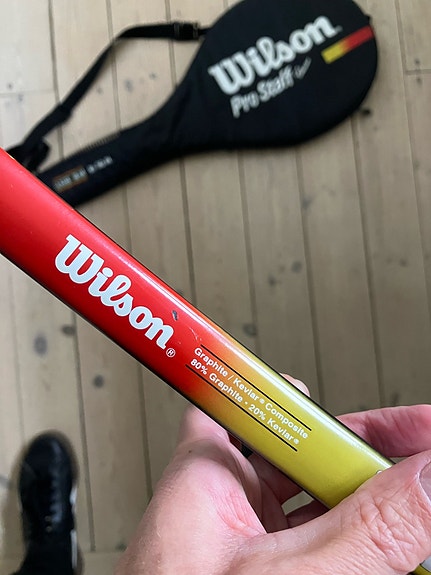 Wilson
Pro Staff
Wilson®
Graphite / Kevlar® Composite
80% Graphite • 20% Kevlar®